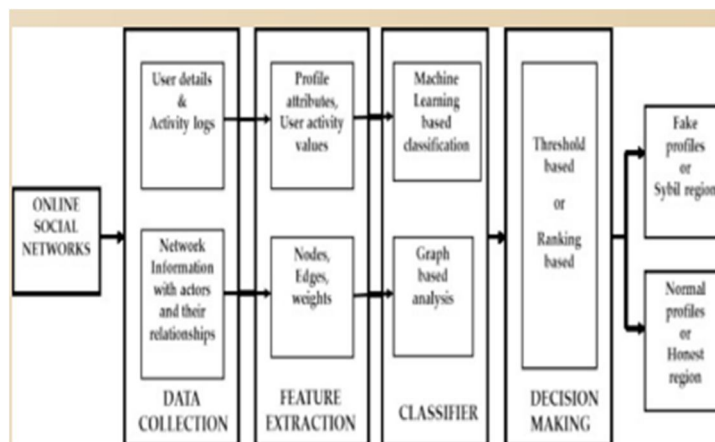 ONLINE
SOCIAL
NETWORKS
User details
&
Activity logs
Network
Information
with actors
and their
relationships
DATA
COLLECTION
Profile
attributes,
User activity
values
Nodes,
Edges,
weights
FEATURE
EXTRACTION
Machine
Learning
based
classification
Graph
based
analysis
CLASSIFIER
Threshold
based
or
Ranking
based
DECISION
MAKING
Fake
profiles
or
Sybil region
Normal
profiles
or
Honest
region